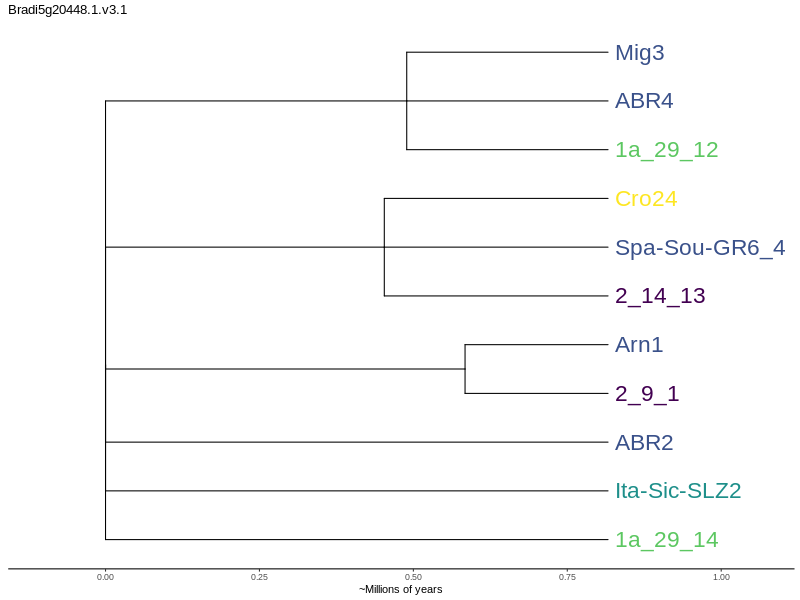 Bradi5g20448.1.v3.1
Mig3
ABR4
1a_29_12
Cro24
Spa-Sou-GR6_4
2_14_13
Arn1
2_9_1
ABR2
Ita-Sic-SLZ2
1a_29_14
0.00 0.25 0.50 0.75 1.00
~Millions of years